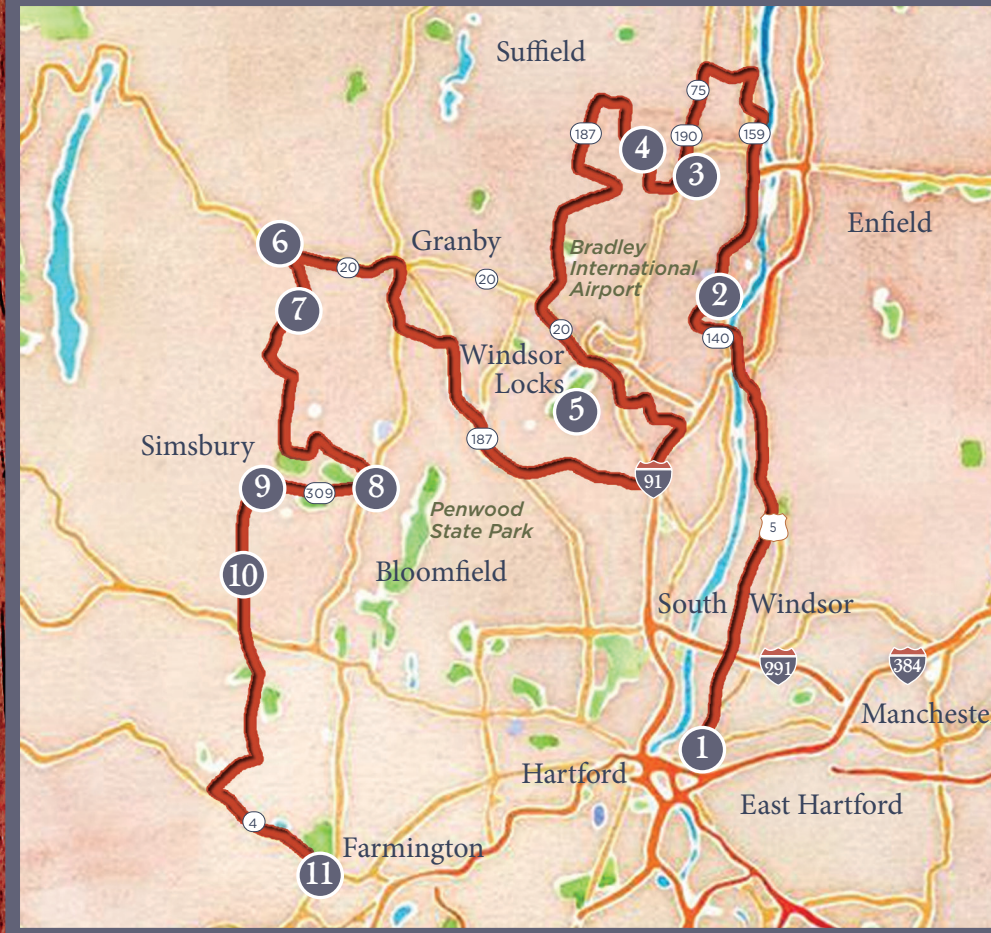 Suffield
75
187
190
159
4
3
Enfield
6
Granby
20
20
Bradley
International
Airport
2
7
20
140
Windsor
Locks
5
Simsbury
187
91
9
309
8
Penwood
State Park
5
10
Bloomfield
South Windsor
291
384
Mancheste
1
Hartford
East Hartford
4
Farmington
11